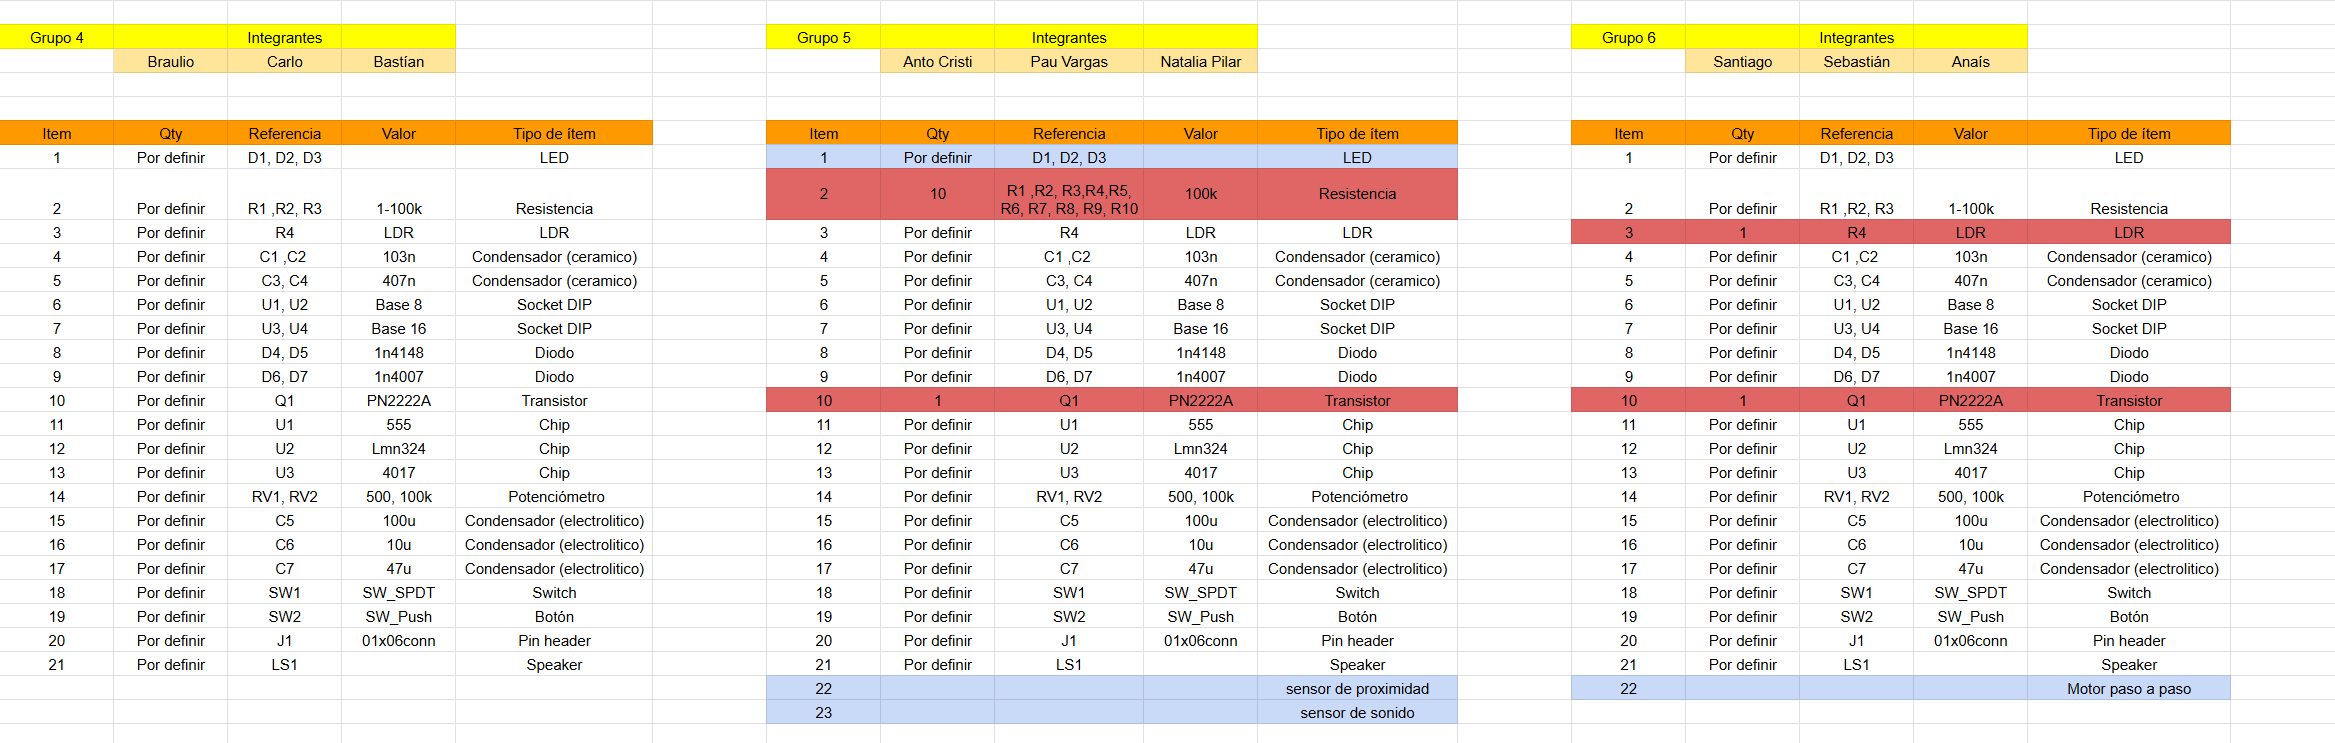 Grupo 4 Integrantes
Braulio Carlo Bastían
Item Qty Referencia Valor Tipo de ítem
1 Por definir D1, D2, D3 LED
2 Por definir R1 ,R2, R3 1-100k Resistencia
3 Por definir R4 LDR LDR
4 Por definir C1 ,C2 103n Condensador (ceramico)
5 Por definir C3, C4 407n Condensador (ceramico)
6 Por definir U1, U2 Base 8 Socket DIP
7 Por definir U3, U4 Base 16 Socket DIP
8 Por definir D4, D5 1n4148 Diodo
9 Por definir D6, D7 1n4007 Diodo
10 Por definir Q1 PN2222A Transistor
11 Por definir U1 555 Chip
12 Por definir U2 Lmn324 Chip
13 Por definir U3 4017 Chip
14 Por definir RV1, RV2 500, 100k Potenciómetro
15 Por definir C5 100u Condensador (electrolitico)
16 Por definir C6 10u Condensador (electrolitico)
17 Por definir C7 47u Condensador (electrolitico)
18 Por definir SW1 SW_SPDT Switch
19 Por definir SW2 SW_Push Botón
20 Por definir J1 01x06conn Pin header
21 Por definir LS1 Speaker
Grupo 5 Integrantes
Anto Cristi Pau Vargas Natalia Pilar
Item Qty Referencia Valor Tipo de ítem
1 Por definir D1, D2, D3 LED
2 10 R1 ,R2, R3,R4,R5, 100k Resistencia
R6, R7, R8, R9, R10
3 Por definir R4 LDR LDR
4 Por definir C1 ,C2 103n Condensador (ceramico)
5 Por definir C3, C4 407n Condensador (ceramico)
6 Por definir U1, U2 Base 8 Socket DIP
7 Por definir U3, U4 Base 16 Socket DIP
8 Por definir D4, D5 1n4148 Diodo
9 Por definir D6, D7 1n4007 Diodo
10 1 Q1 PN2222A Transistor
11 Por definir U1 555 Chip
12 Por definir U2 Lmn324 Chip
13 Por definir U3 4017 Chip
14 Por definir RV1, RV2 500, 100k Potenciómetro
15 Por definir C5 100u Condensador (electrolitico)
16 Por definir C6 10u Condensador (electrolitico)
17 Por definir C7 47u Condensador (electrolitico)
18 Por definir SW1 SW_SPDT Switch
19 Por definir SW2 SW_Push Botón
20 Por definir J1 01x06conn Pin header
21 Por definir LS1 Speaker
22 sensor de proximidad
23 sensor de sonido
Grupo 6 Integrantes
Santiago Sebastián Anaís
Item Qty Referencia Valor Tipo de ítem
1 Por definir D1, D2, D3 LED
2 Por definir R1 ,R2, R3 1-100k Resistencia
3 1 R4 LDR LDR
4 Por definir C1 ,C2 103n Condensador (ceramico)
5 Por definir C3, C4 407n Condensador (ceramico)
6 Por definir U1, U2 Base 8 Socket DIP
7 Por definir U3, U4 Base 16 Socket DIP
8 Por definir D4, D5 1n4148 Diodo
9 Por definir D6, D7 1n4007 Diodo
10 1 Q1 PN2222A Transistor
11 Por definir U1 555 Chip
12 Por definir U2 Lmn324 Chip
13 Por definir U3 4017 Chip
14 Por definir RV1, RV2 500, 100k Potenciómetro
15 Por definir C5 100u Condensador (electrolitico)
16 Por definir C6 10u Condensador (electrolitico)
17 Por definir C7 47u Condensador (electrolitico)
18 Por definir SW1 SW_SPDT Switch
19 Por definir SW2 SW_Push Botón
20 Por definir J1 01x06conn Pin header
21 Por definir LS1 Speaker
22 Motor paso a paso